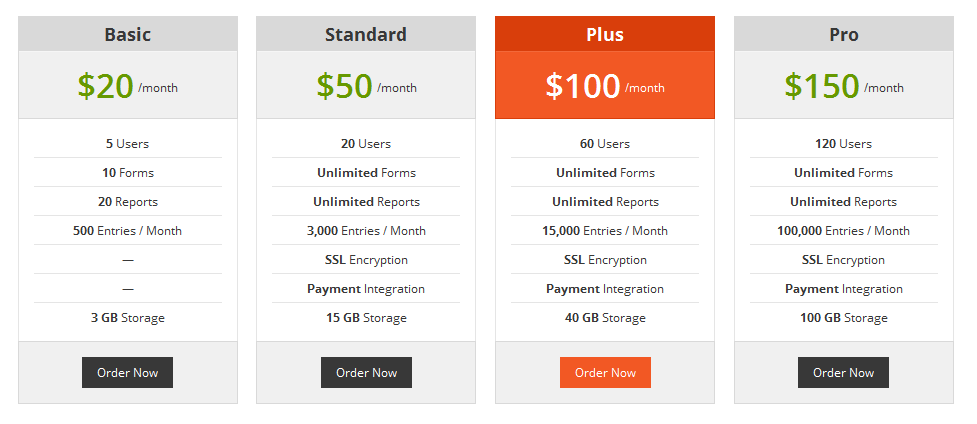 Basic
$20 /month
5 Users
10 Forms
20 Reports
500 Entries / Month
—
—
3 GB Storage
Order Now
Standard
$50 /month
20 Users
Unlimited Forms
Unlimited Reports
3,000 Entries / Month
SSL Encryption
Payment Integration
15 GB Storage
Order Now
Plus
$100 /month
60 Users
Unlimited Forms
Unlimited Reports
15,000 Entries / Month
SSL Encryption
Payment Integration
40 GB Storage
Order Now
Pro
$150 /month
120 Users
Unlimited Forms
Unlimited Reports
100,000 Entries / Month
SSL Encryption
Payment Integration
100 GB Storage
Order Now